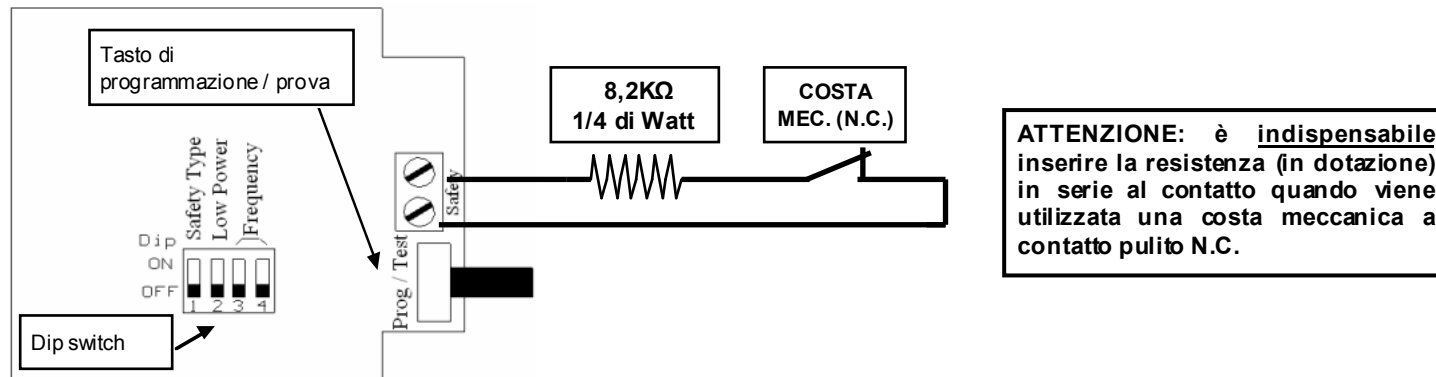 Tasto di
programmazione / prova
8,2KΩ
1/4 di Watt
COSTA
MEC. (N.C.)
ATTENZIONE: è indispensabile
inserire la resistenza (in dotazione)
in serie al contatto quando viene
utilizzata una costa meccanica a
contatto pulito N.C.
Safety Type
Low Power
Frequency
Safety
Dip
ON
OFF
1 2 3 4
Prog / Test
Dip switch